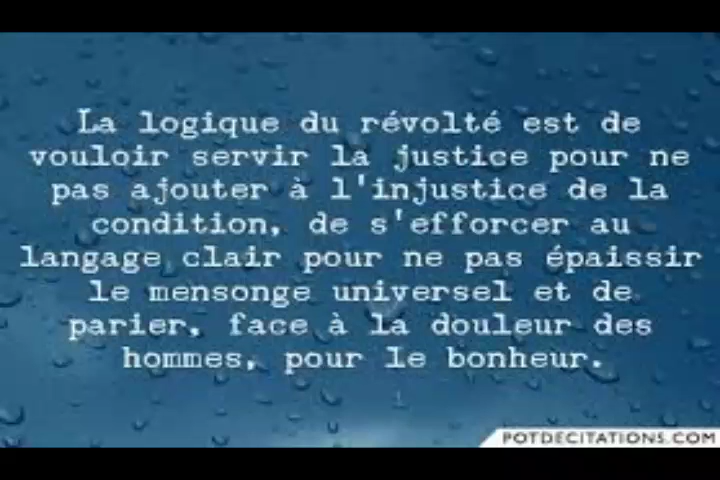 La logique du révolté est de
vouloir servir la justice pour ne
pas ajouter à l'injustice de la
condition, de s'efforcer au
langage clair pour ne pas épaissir
le mensonge universel et de
parier, face à la douleur des
hommes, pour le bonheur.
POTDECITATIONS.COM